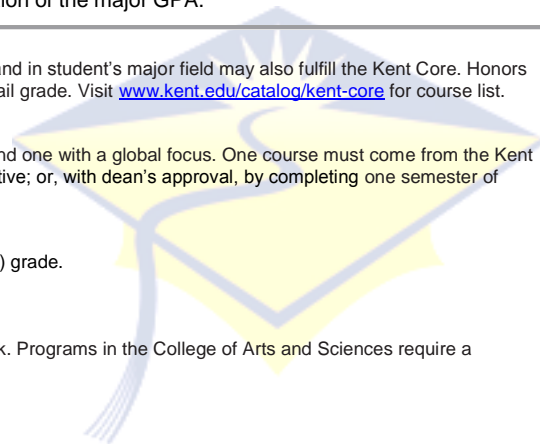 ion of the major GPA.
and in student's major field may also fulfill the Kent Core. Honors
ail grade. Visit www.kent.edu/catalog/kent-core for course list.
nd one with a global focus. One course must come from the Kent
tive; or, with dean's approval, by completing one semester of
) grade.
k. Programs in the College of Arts and Sciences require a